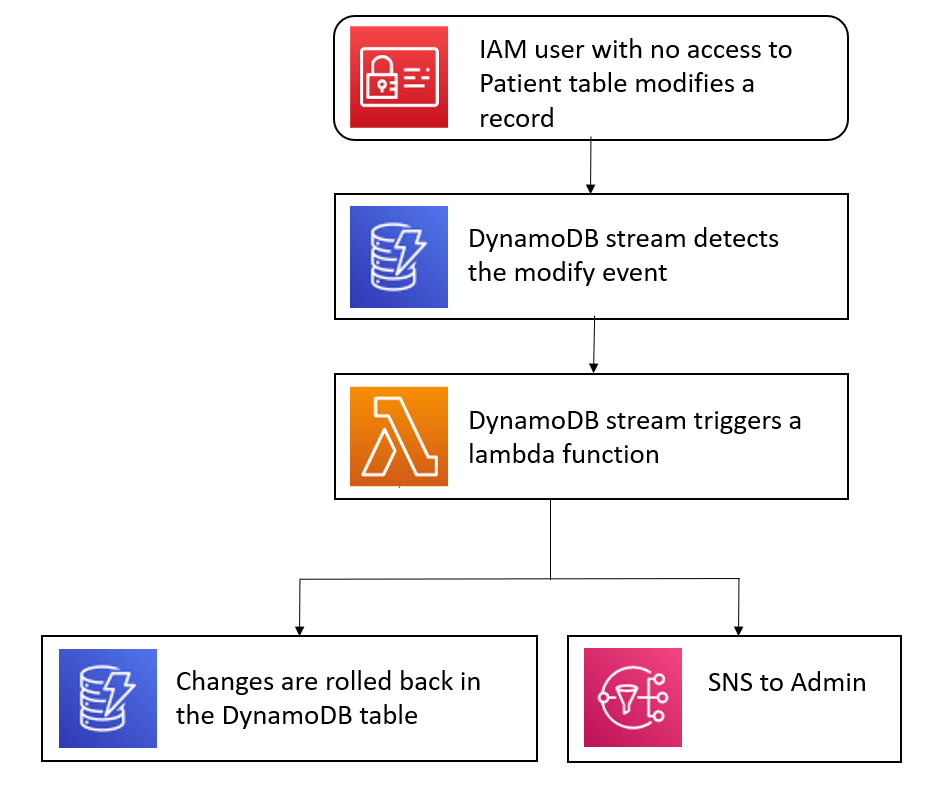 IAM user with no access to
Patient table modifies a
record
DynamoDB stream detects
the modify event
DynamoDB stream triggers a
lambda function
Changes are rolled back in
the DynamoDB table
SNS to Admin